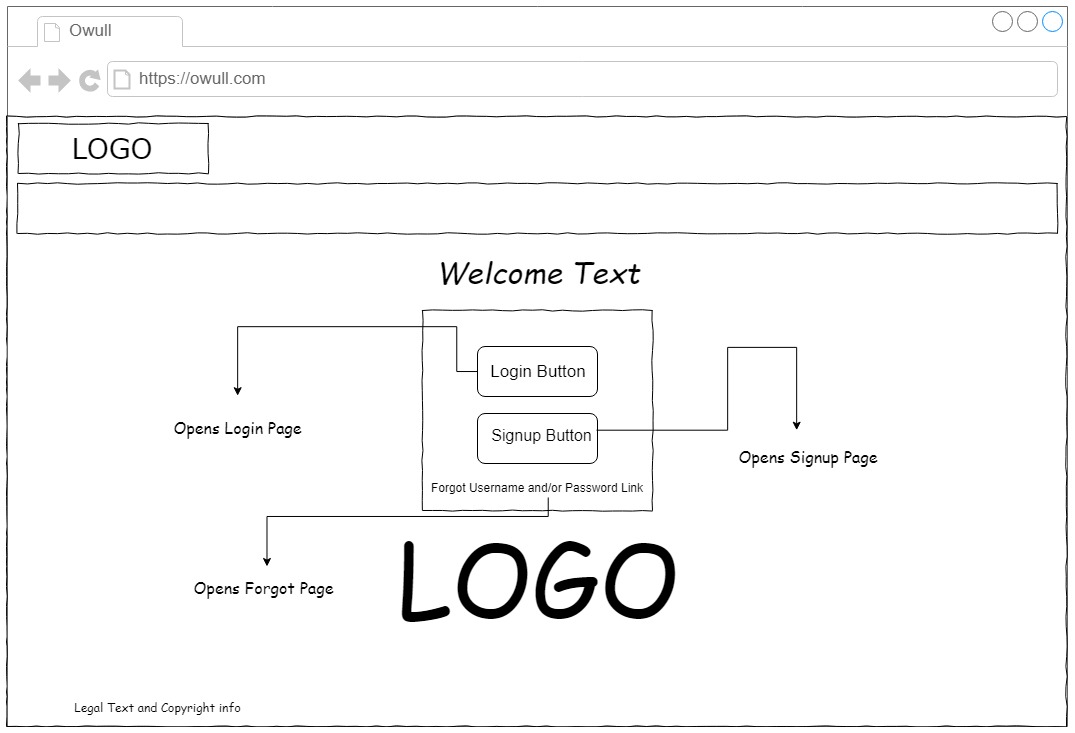 Owull
https://owull.com
LOGO
Welcome Text
Login Button
Opens Login Page
Signup Button
Opens Signup Page
Forgot Username and/or Password Link
Opens Forgot Page
LOGO
Legal Text and Copyright info